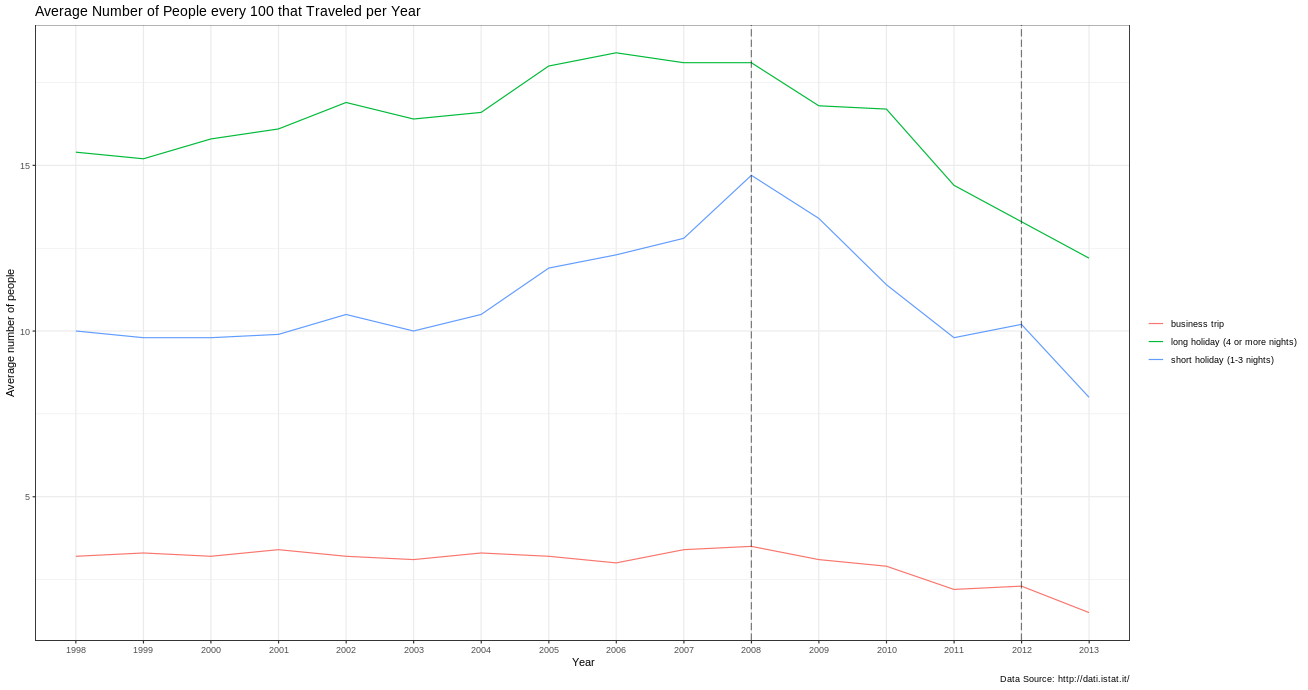 Average Number of People every 100 that Traveled per Year
Average number of people
15
10
5
1998 1999 2000 2001 2002 2003 2004 2005 2006 2007 2008 2009 2010 2011 2012 2013
Year
business trip
long holiday (4 or more nights)
short holiday (1-3 nights)
Data Source: http://dati.istat.it/